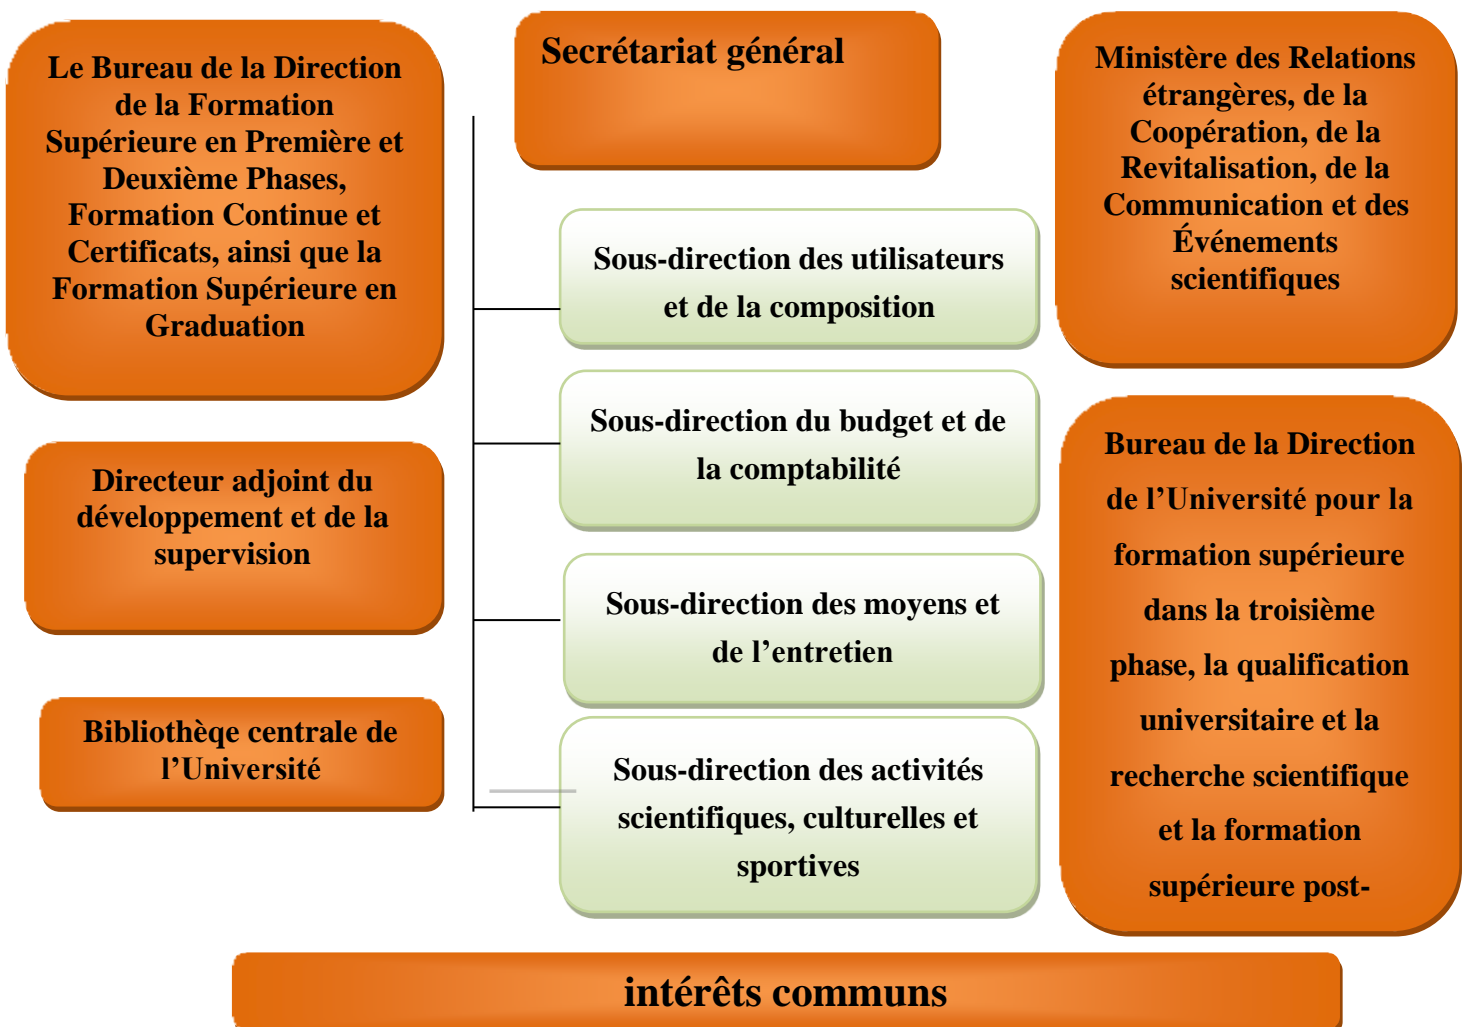 Le Bureau de la Direction
de la Formation
Supérieure en Première et
Deuxième Phases,
Formation Continue et
Certificats, ainsi que la
Formation Supérieure en
Graduation
Directeur adjoint du
développement et de la
supervision
Bibliothèqe centrale de
l’Université
Secrétariat général
Sous-direction des utilisateurs
et de la composition
Sous-direction du budget et de
la comptabilité
Sous-direction des moyens et
de l’entretien
Sous-direction des activités
scientifiques, culturelles et
sportives
Ministère des Relations
étrangères, de la
Coopération, de la
Revitalisation, de la
Communication et des
Événements
scientifiques
Bureau de la Direction
de l’Université pour la
formation supérieure
dans la troisième
phase, la qualification
universitaire et la
recherche scientifique
et la formation
supérieure post-
intérêts communs